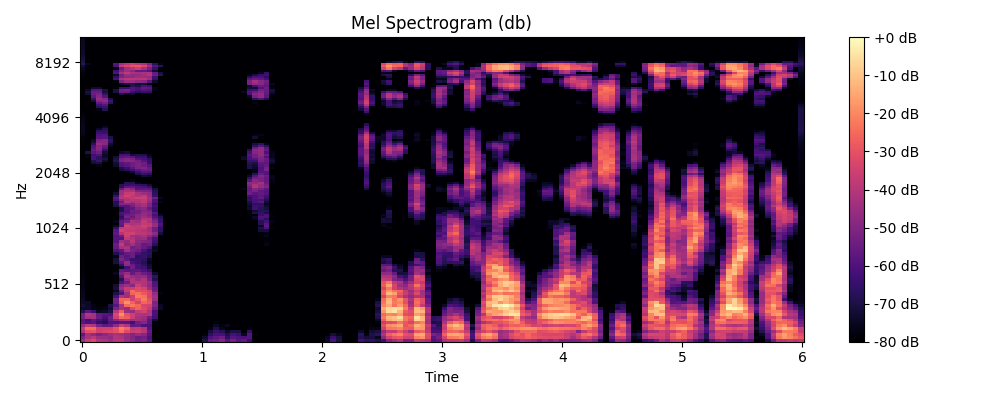 Mel Spectrogram (db)
8192
4096
2048
1024
512
0
Hz
0 1 2 3 4 5 6
Time
+0 dB
-10 dB
-20 dB
-30 dB
-40 dB
-50 dB
-60 dB
-70 dB
-80 dB